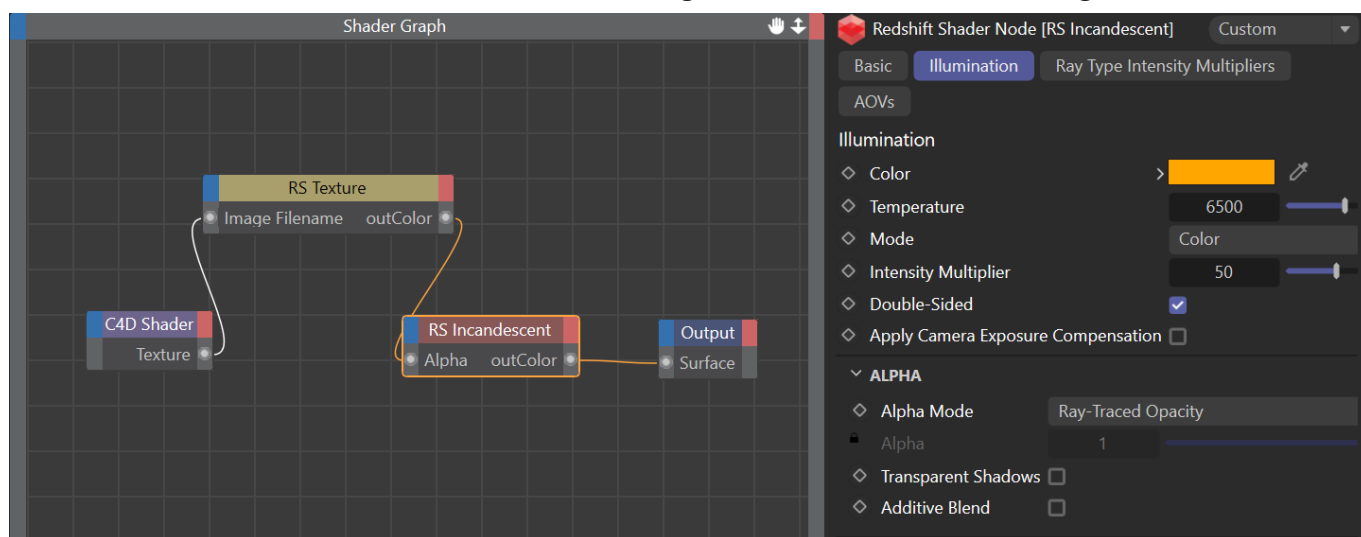 Shader Graph
RS Texture
Image Filename outColor
C4D Shader
Texture
RS Incandescent
Alpha outColor
Output
Surface
Redshift Shader Node [RS Incandescent] Custom
Basic Illumination Ray Type Intensity Multipliers
AOVs
Illumination
Color
Temperature 6500
Mode Color
Intensity Multiplier 50
Double-Sided
Apply Camera Exposure Compensation
ALPHA
Alpha Mode Ray-Traced Opacity
Alpha 1
Transparent Shadows
Additive Blend